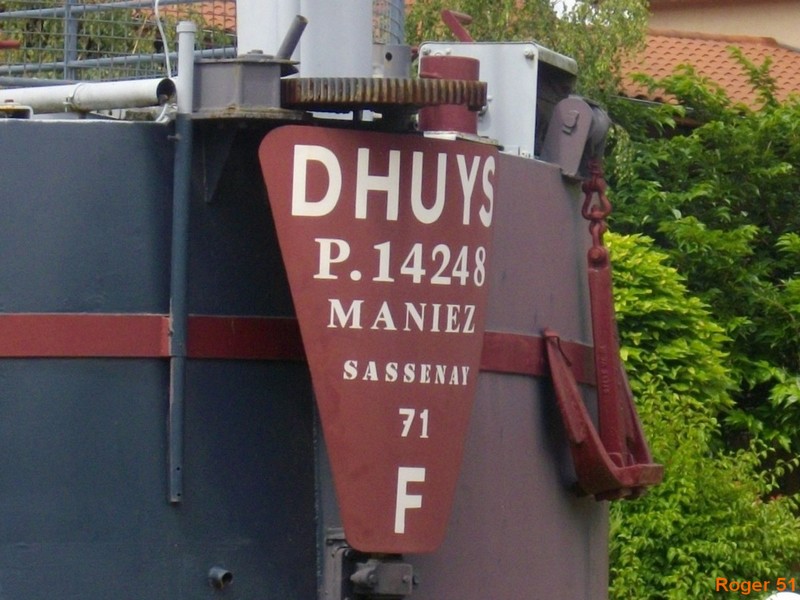 DHUYS
P.14248
MANIEZ
SASSENAY
71
F
Roger 51